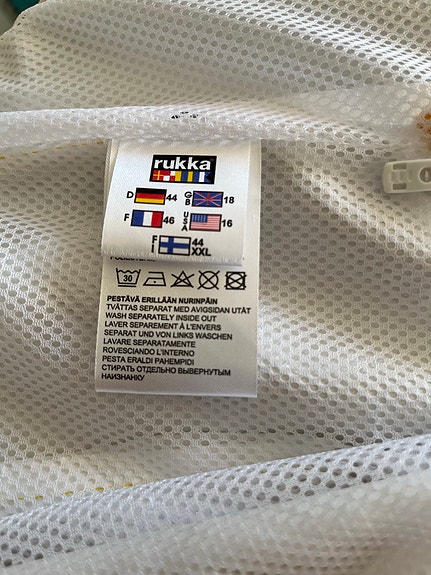 rukka
D 44 GB 18
F 46 USA 16
FI 44 XXL
30
PESTÄVÄ ERILLÄÄN NURINPÄIN
TVÄTTAS SEPARAT MED AVIGSIDAN UTÅT
WASH SEPARATELY INSIDE OUT
LAVER SEPAREMENT À L'ENVERS
SEPARAT UND VON LINKS WASCHEN
LAVARE SEPARATAMENTE
ROVESCIANDO L'INTERNO
PESTA ERALDI PAHEMPIDI
СТИРАТЬ ОТДЕЛЬНО ВЫВЕРНУТЫМ
НАИЗНАНКУ